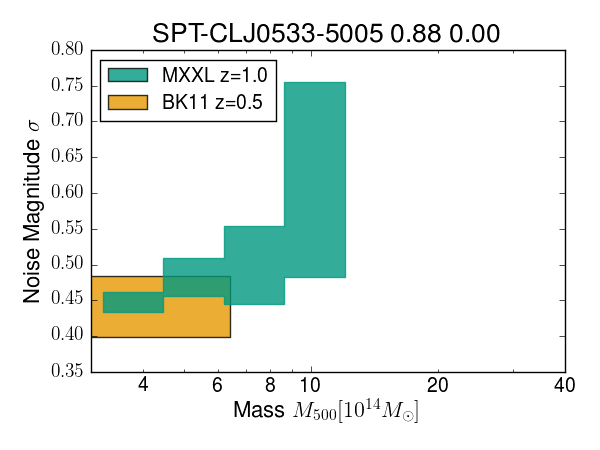 SPT-CLJ0533-5005 0.88 0.00
MXXL z=1.0
BK11 z=0.5
Noise Magnitude σ
0.80
0.75
0.70
0.65
0.60
0.55
0.50
0.45
0.40
0.35
4 6 8 10 20 40
Mass M₅₀₀[10¹⁴M☉]